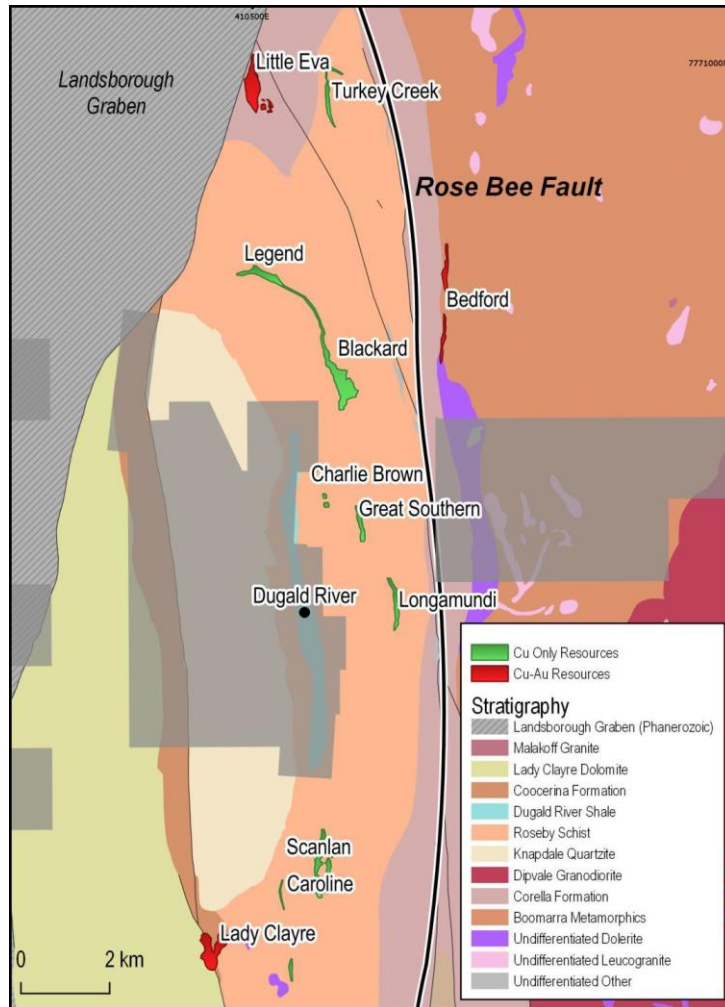 410500E
7771000N
Landsborough
Graben
Little Eva
Turkey Creek
Rose Bee Fault
Legend
Bedford
Blackard
Charlie Brown
Great Southern
Dugald River
Longamundi
Scanlan
Caroline
Lady Clayre
0 2 km
Cu Only Resources
Cu-Au Resources
Stratigraphy
Landsborough Graben (Phanerozoic)
Malakoff Granite
Lady Clayre Dolomite
Coocerina Formation
Dugald River Shale
Roseby Schist
Knapdale Quartzite
Dipvale Granodiorite
Corella Formation
Boomarra Metamorphics
Undifferentiated Dolerite
Undifferentiated Leucogranite
Undifferentiated Other